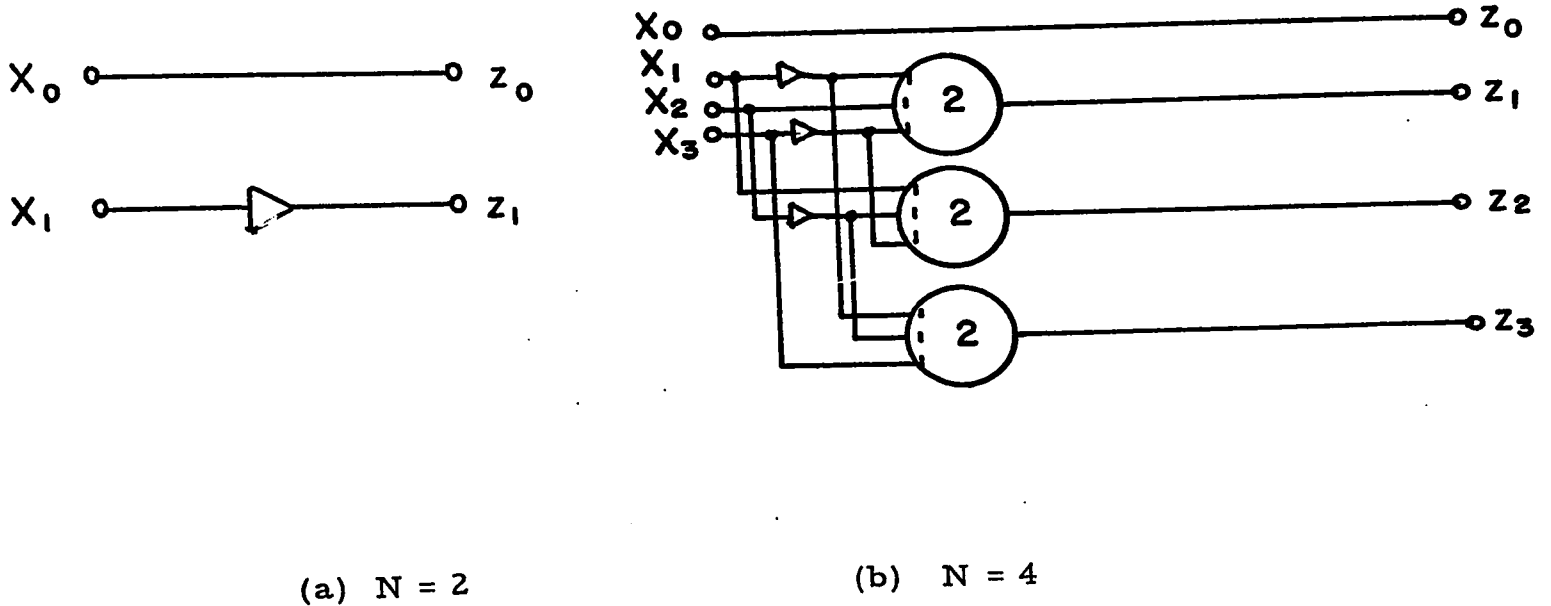 X0 Z0
X1 Z1
X0 Z0
X1
X2
X3
2 Z1
2 Z2
2 Z3
(a) N = 2
(b) N = 4